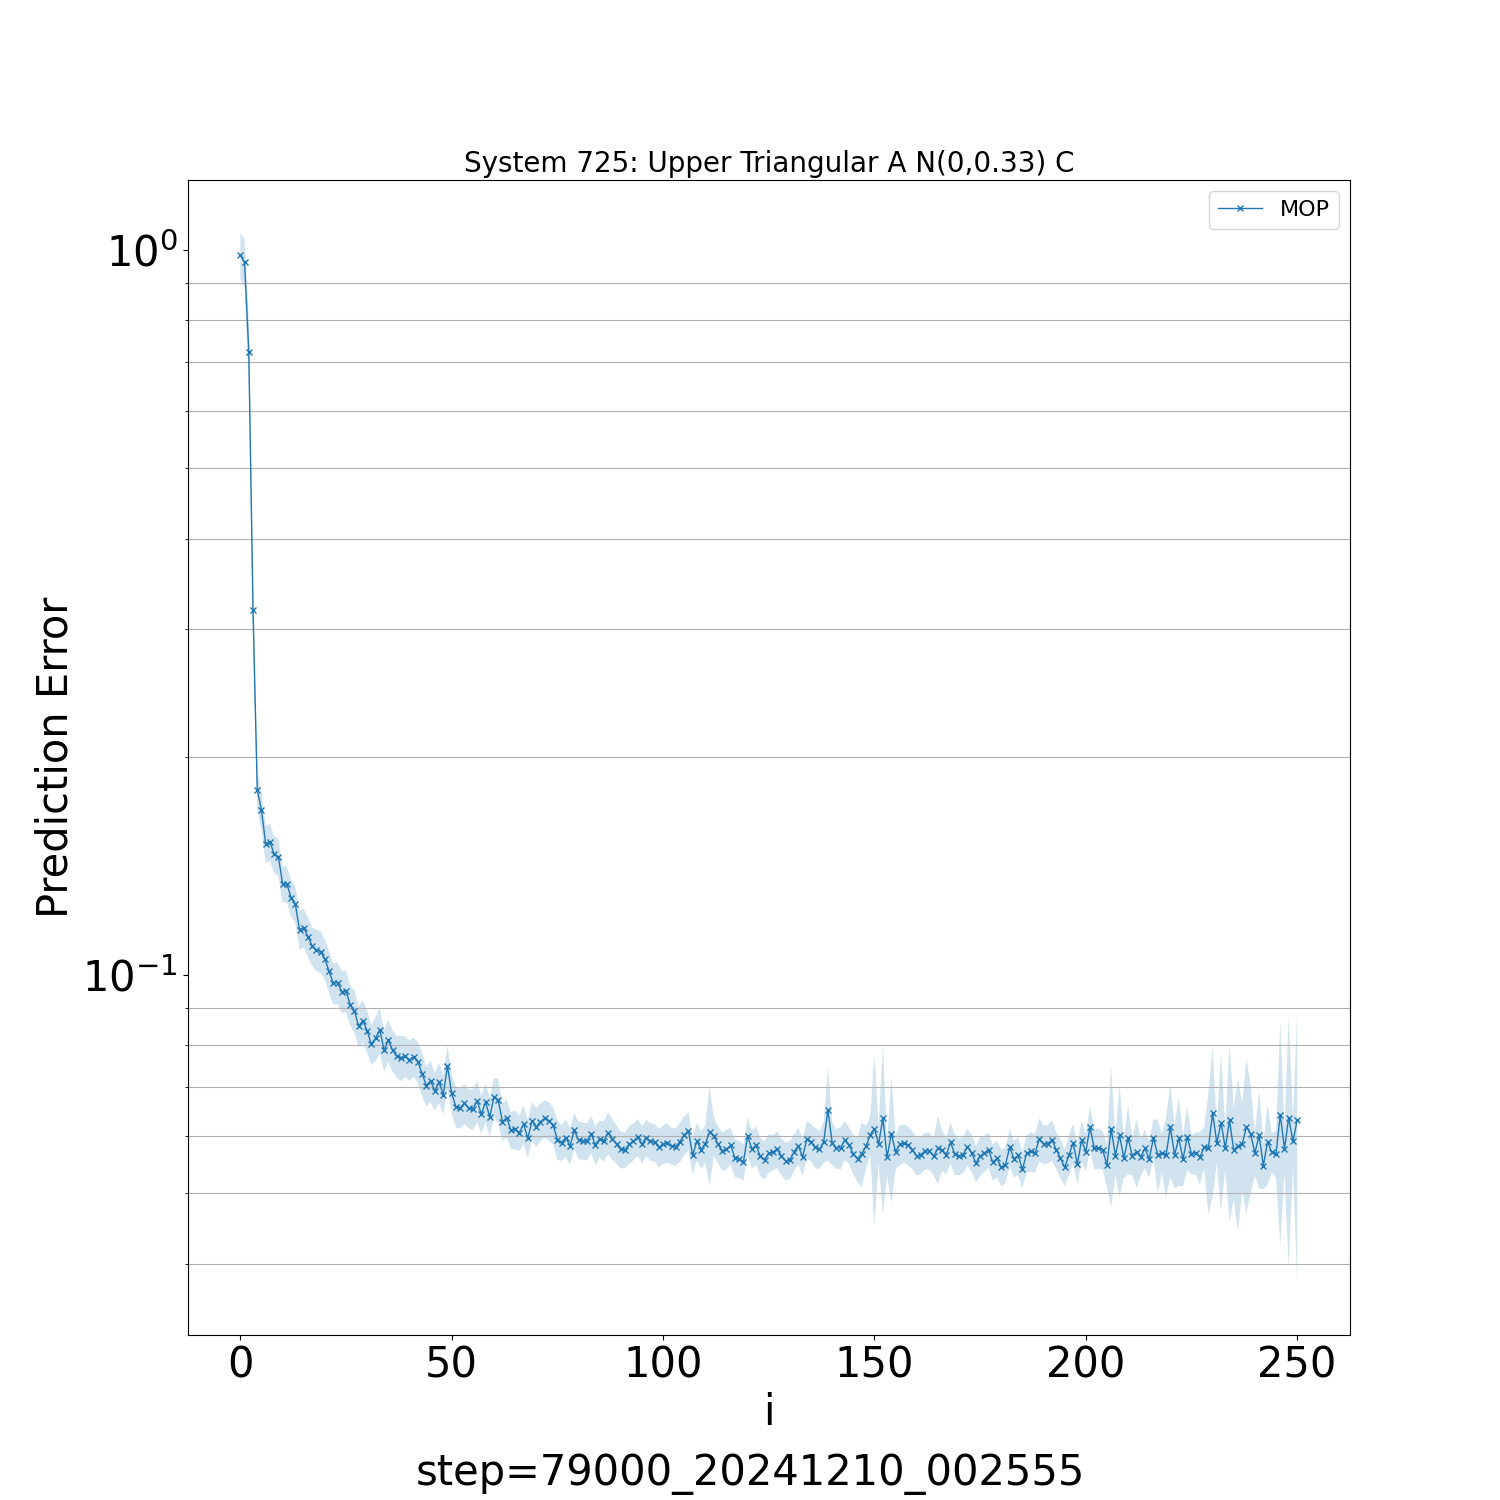 System 725: Upper Triangular A N(0,0.33) C
MOP
10⁰
10⁻¹
Prediction Error
0 50 100 150 200 250
i
step=79000_20241210_002555